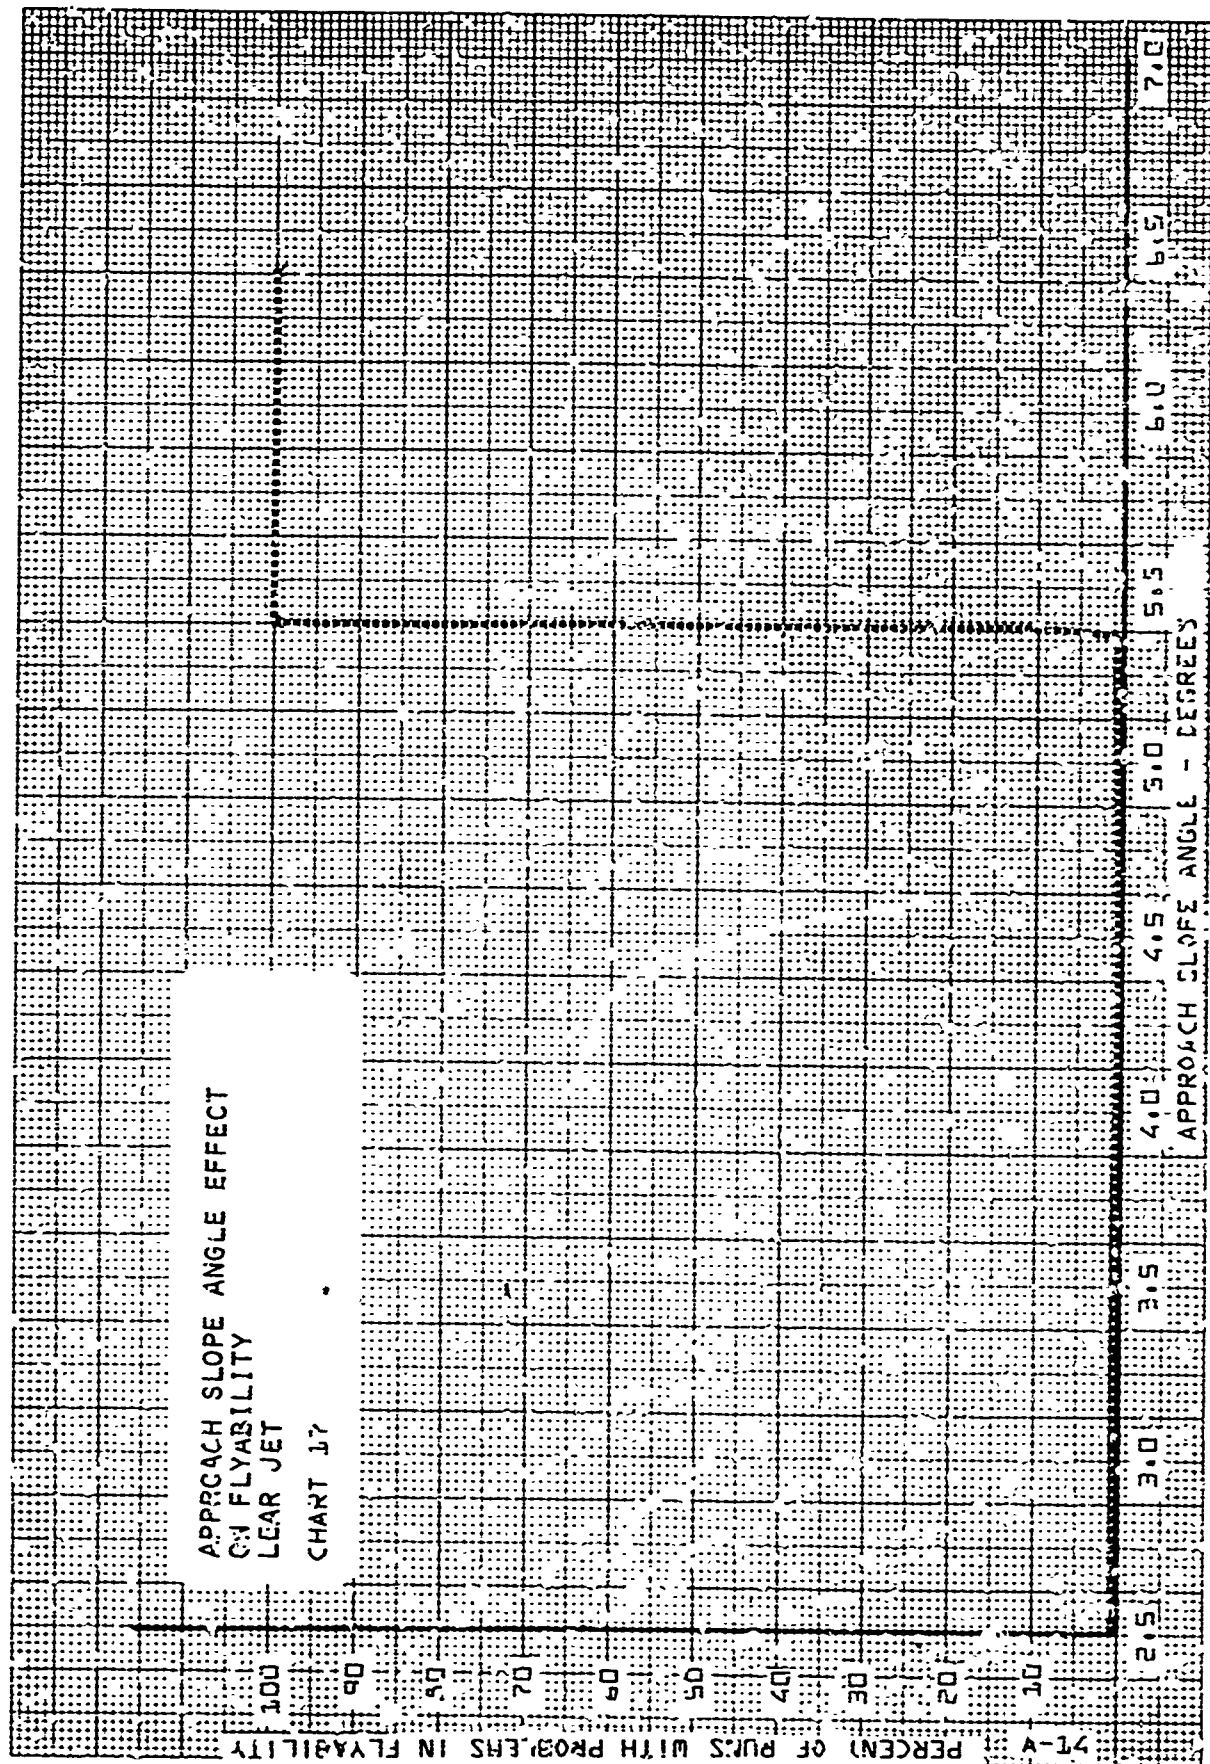 APPRCACH SLOPE ANGLE EFFECT
ON FLYABILITY
LEAR JET
CHART 17
PERCENT OF RUNS WITH PROBLEMS IN FLYABILITY
100
90
80
70
60
50
40
30
20
10
2.5 3.0 3.5 4.0 4.5 5.0 5.5 6.0 6.5 7.0
APPROACH SLOPE ANGLE - DEGREES
A-14